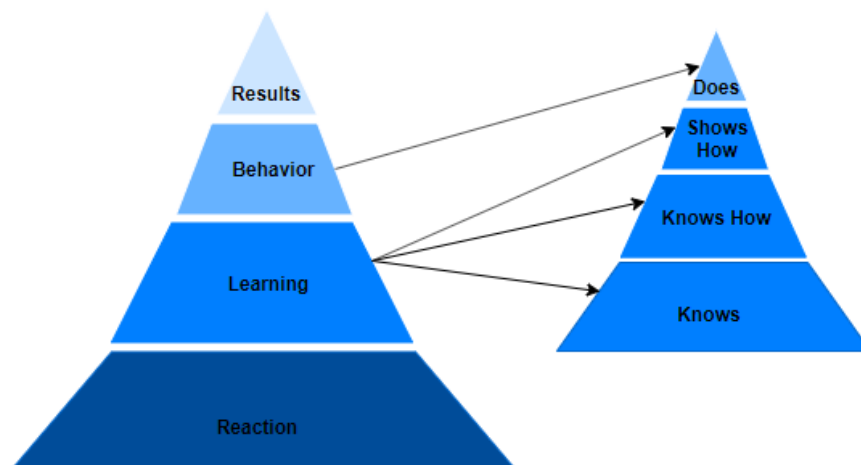 Results
Behavior
Learning
Reaction
Does
Shows
How
Knows How
Knows